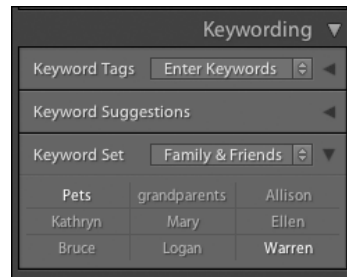 Keywording
Keyword Tags Enter Keywords
Keyword Suggestions
Keyword Set Family & Friends
Pets grandparents Allison
Kathryn Mary Ellen
Bruce Logan Warren